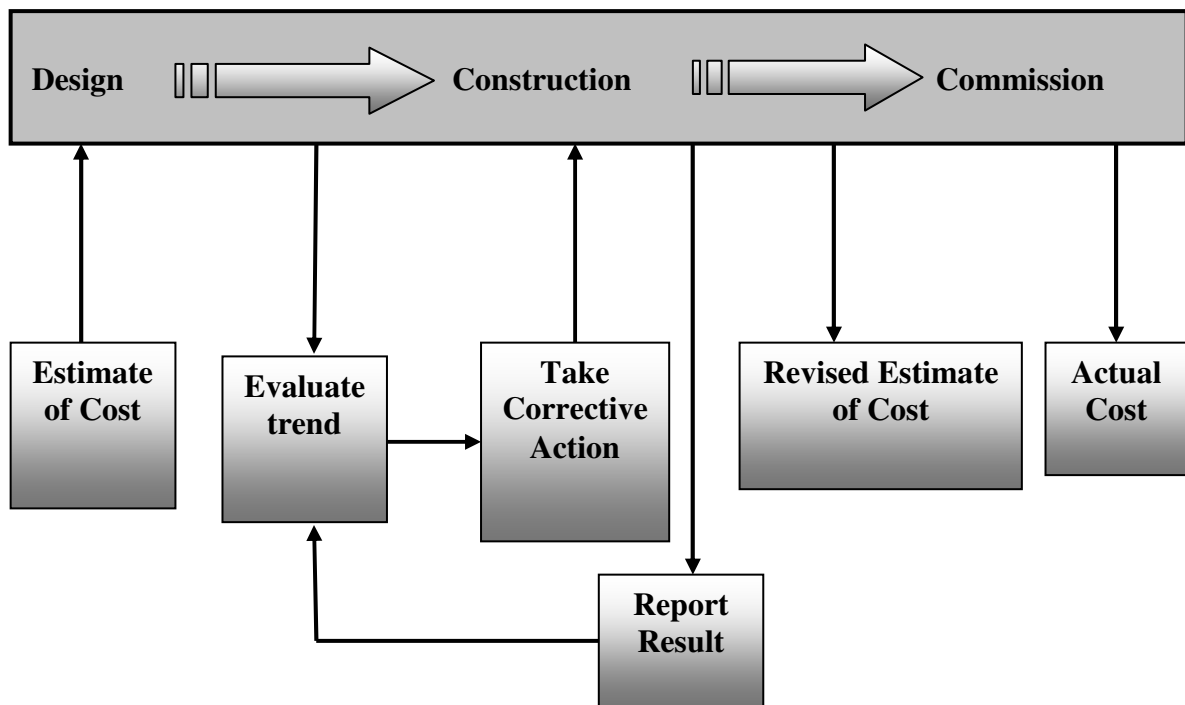 Design
Construction
Commission
Estimate
of Cost
Evaluate
trend
Take
Corrective
Action
Revised Estimate
of Cost
Actual
Cost
Report
Result